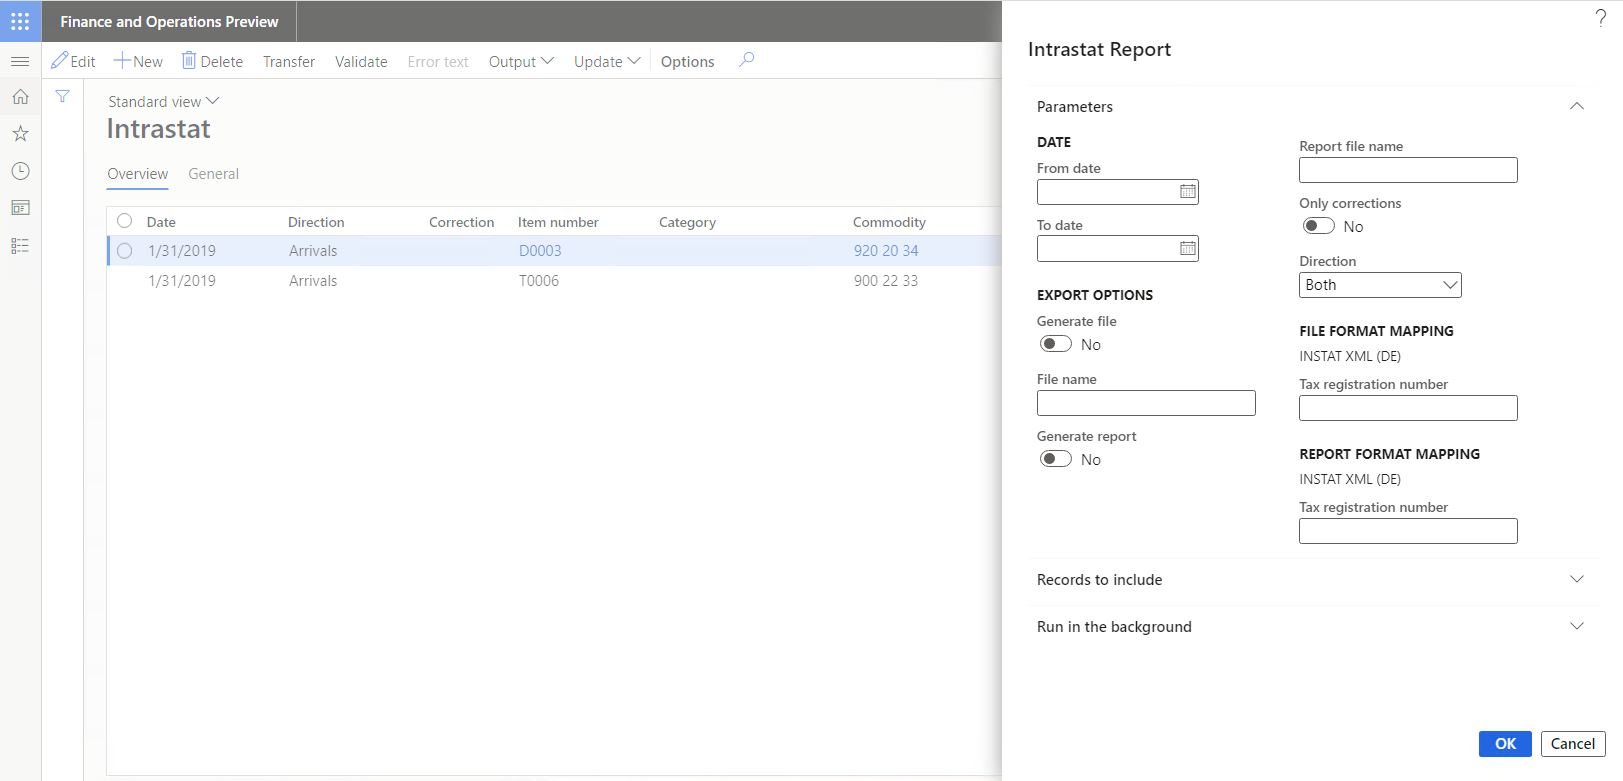 Finance and Operations Preview
?
Edit New Delete Transfer Validate Error text Output Update Options
Standard view
Intrastat
Overview General
Date Direction Correction Item number Category Commodity
1/31/2019 Arrivals D0003 920 20 34
1/31/2019 Arrivals T0006 900 22 33
Intrastat Report
Parameters
DATE
From date
To date
EXPORT OPTIONS
Generate file
No
File name
Generate report
No
Report file name
Only corrections
No
Direction
Both
FILE FORMAT MAPPING
INSTAT XML (DE)
Tax registration number
REPORT FORMAT MAPPING
INSTAT XML (DE)
Tax registration number
Records to include
Run in the background
OK Cancel